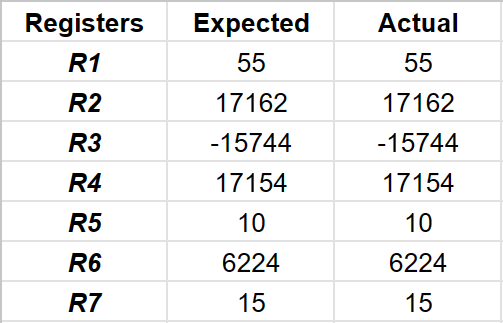 Registers Expected Actual
R1 55 55
R2 17162 17162
R3 -15744 -15744
R4 17154 17154
R5 10 10
R6 6224 6224
R7 15 15